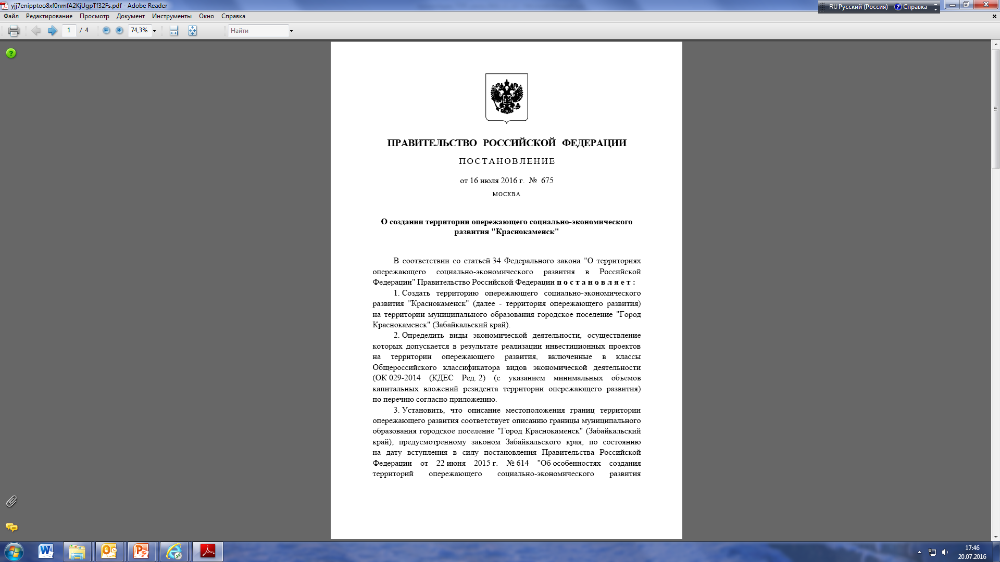 yjj7enipptoo8xf0nmfA2KjUgpTf32Fs.pdf - Adobe Reader
RU Русский (Россия) Справка
Файл Редактирование Просмотр Документ Инструменты Окно Справка
1 / 4 74,3% Найти
ПРАВИТЕЛЬСТВО РОССИЙСКОЙ ФЕДЕРАЦИИ
ПОСТАНОВЛЕНИЕ
от 16 июля 2016 г. № 675
МОСКВА
О создании территории опережающего социально-экономического
развития "Краснокаменск"
В соответствии со статьей 34 Федерального закона "О территориях
опережающего социально-экономического развития в Российской
Федерации" Правительство Российской Федерации п о с т а н о в л я е т :
1. Создать территорию опережающего социально-экономического
развития "Краснокаменск" (далее - территория опережающего развития)
на территории муниципального образования городское поселение "Город
Краснокаменск" (Забайкальский край).
2. Определить виды экономической деятельности, осуществление
которых допускается в результате реализации инвестиционных проектов
на территории опережающего развития, включенные в классы
Общероссийского классификатора видов экономической деятельности
(ОК 029-2014 (КДЕС Ред. 2) (с указанием минимальных объемов
капитальных вложений резидента территории опережающего развития)
по перечню согласно приложению.
3. Установить, что описание местоположения границ территории
опережающего развития соответствует описанию границы муниципального
образования городское поселение "Город Краснокаменск" (Забайкальский
край), предусмотренному законом Забайкальского края, по состоянию
на дату вступления в силу постановления Правительства Российской
Федерации от 22 июня 2015 г. № 614 "Об особенностях создания
территорий опережающего социально-экономического развития
17:46
20.07.2016